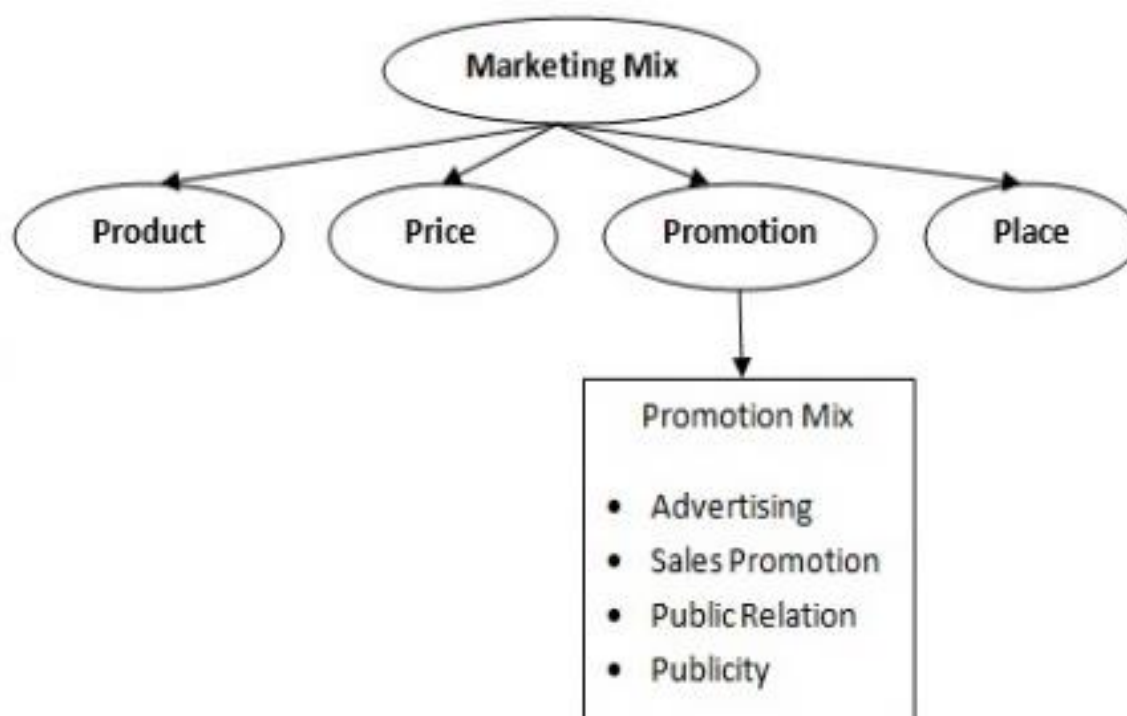 Marketing Mix
Product Price Promotion Place
Promotion Mix
• Advertising
• Sales Promotion
• Public Relation
• Publicity